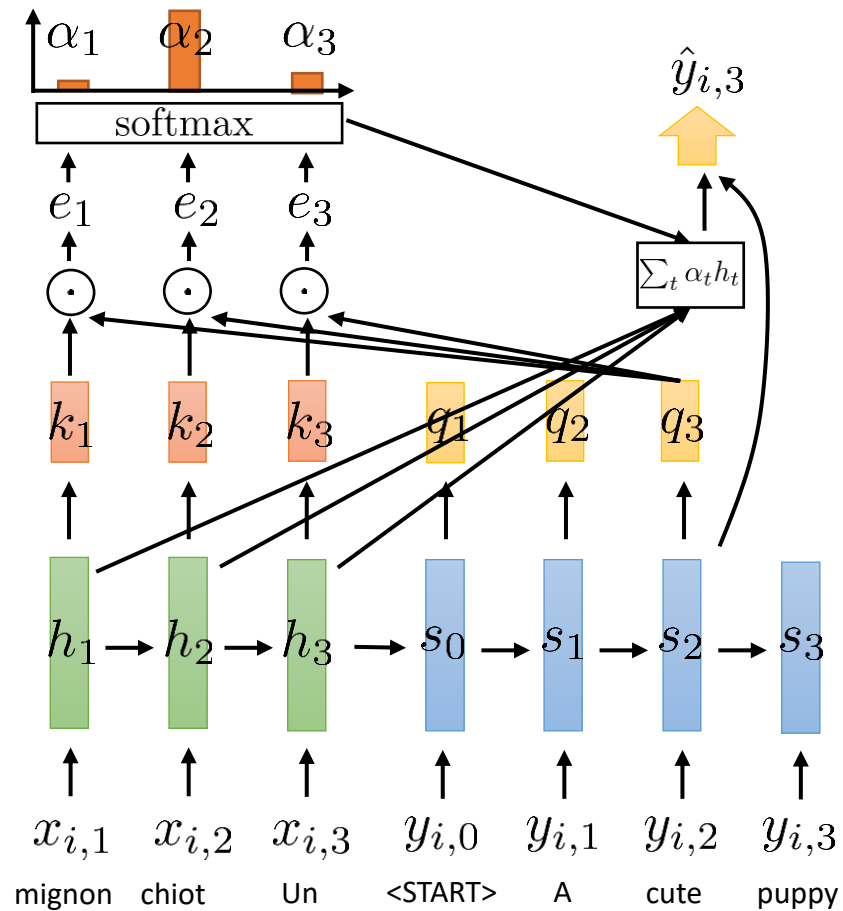 α₁ α₂ α₃
softmax
ŷᵢ,₃
e₁ e₂ e₃
∑ₜ αₜhₜ
k₁ k₂ k₃ q₁ q₂ q₃
h₁ h₂ h₃ s₀ s₁ s₂ s₃
xᵢ,₁ xᵢ,₂ xᵢ,₃ yᵢ,₀ yᵢ,₁ yᵢ,₂ yᵢ,₃
mignon chiot Un <START> A cute puppy